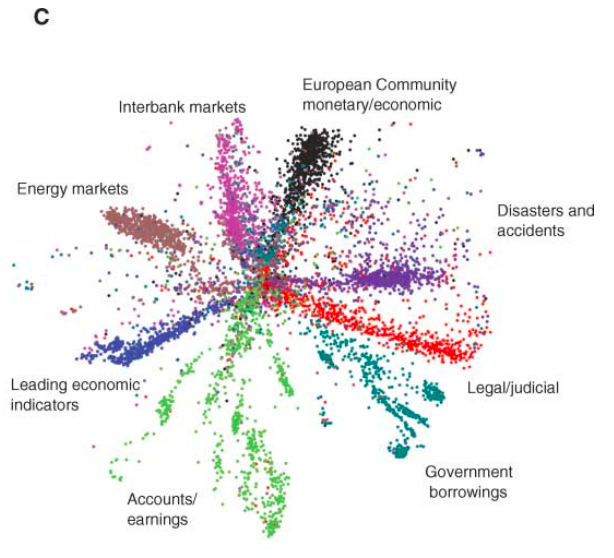 C
European Community
monetary/economic
Interbank markets
Energy markets
Disasters and
accidents
Leading economic
indicators
Legal/judicial
Government
borrowings
Accounts/
earnings